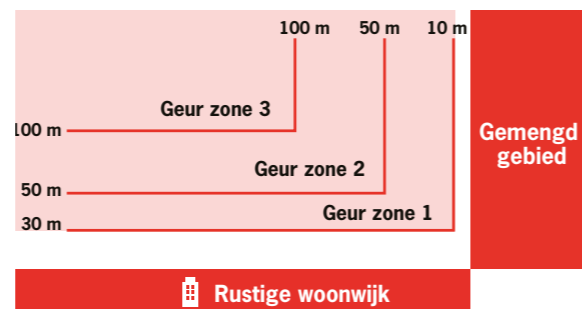 100 m 50 m 10 m
Geur zone 3
100 m
Gemengd
gebied
Geur zone 2
50 m
Geur zone 1
30 m
Rustige woonwijk